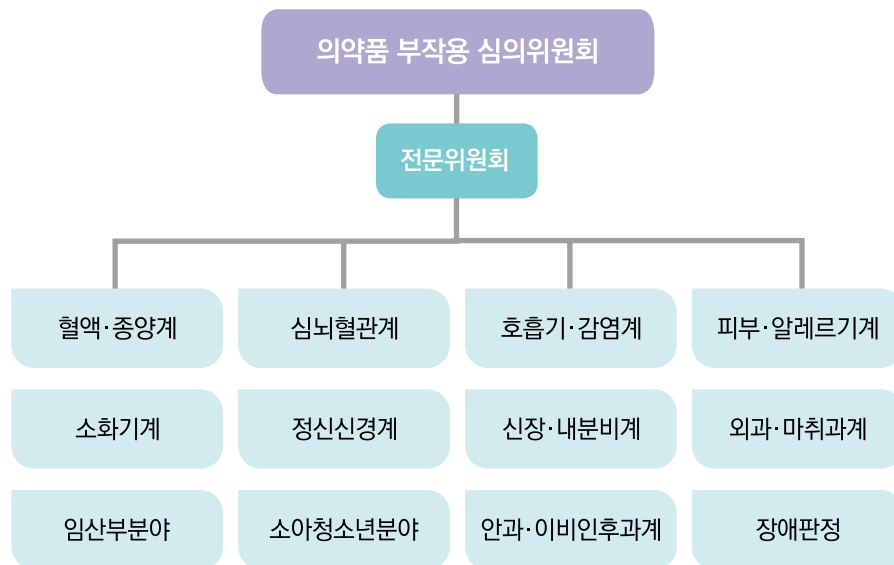 의약품 부작용 심의위원회
전문위원회
혈액·종양계
심뇌혈관계
호흡기·감염계
피부·알레르기계
소화기계
정신신경계
신장·내분비계
외과·마취과계
임산부분야
소아청소년분야
안과·이비인후과계
장애판정